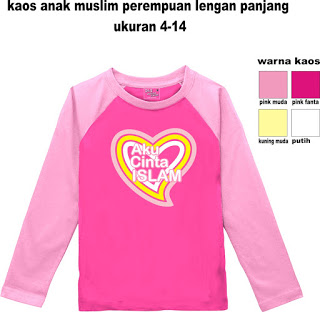 kaos anak muslim perempuan lengan panjang
ukuran 4-14
warna kaos
pink muda
pink fanta
kuning muda
putih
Aku
Cinta
ISLAM